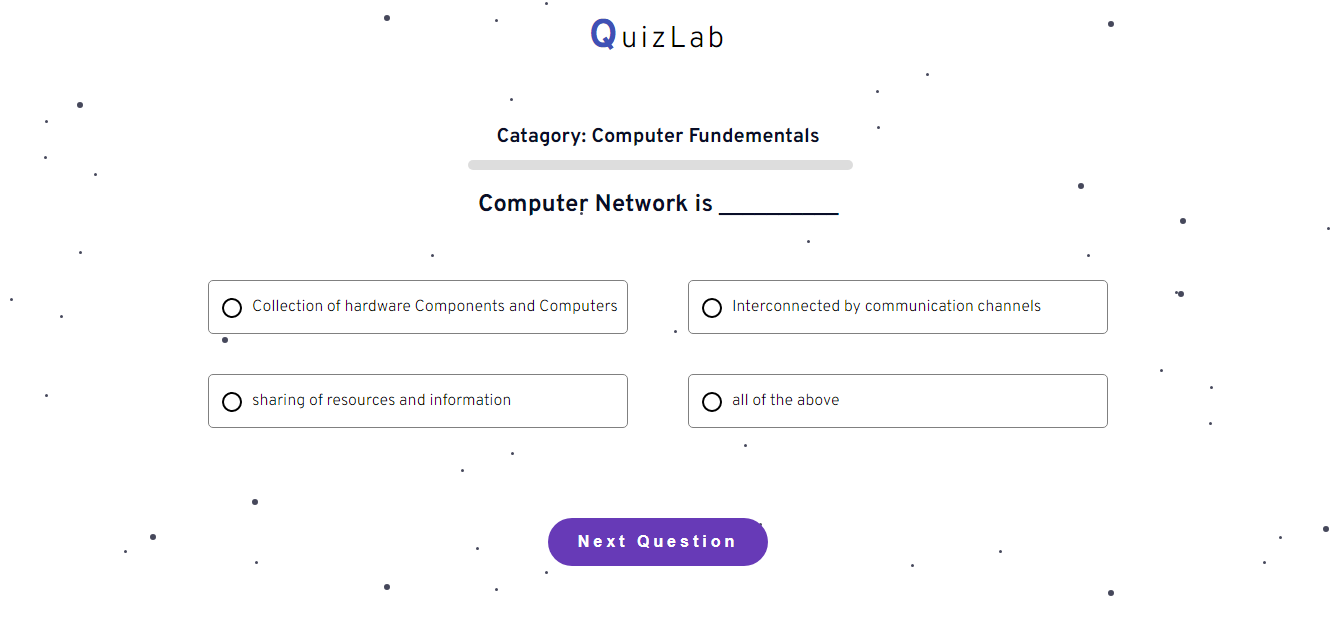 QuizLab
Catagory: Computer Fundementals
Computer Network is __________
Collection of hardware Components and Computers
Interconnected by communication channels
sharing of resources and information
all of the above
Next Question